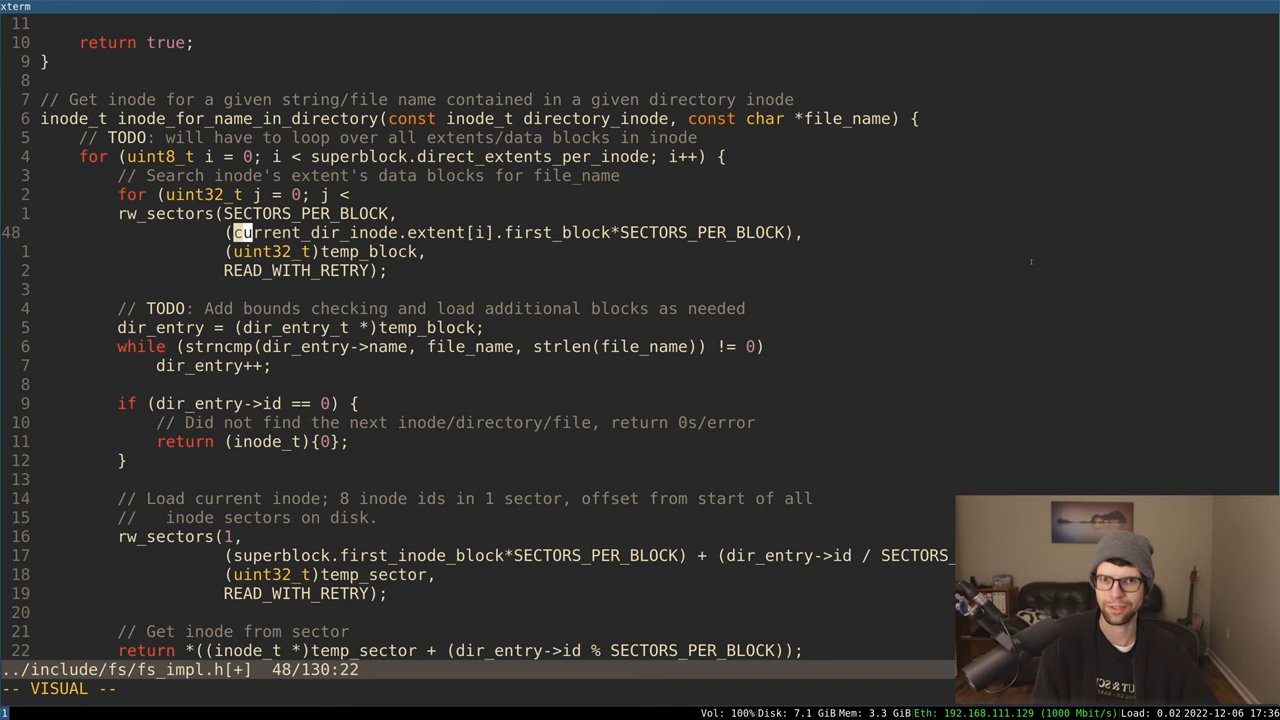 xterm
11
10     return true;
9 }
8
7 // Get inode for a given string/file name contained in a given directory inode
6 inode_t inode_for_name_in_directory(const inode_t directory_inode, const char *file_name) {
5     // TODO: will have to loop over all extents/data blocks in inode
4     for (uint8_t i = 0; i < superblock.direct_extents_per_inode; i++) {
3         // Search inode's extent's data blocks for file_name
2         for (uint32_t j = 0; j <
1         rw_sectors(SECTORS_PER_BLOCK,
48                    (current_dir_inode.extent[i].first_block*SECTORS_PER_BLOCK),
1                    (uint32_t)temp_block,
2                    READ_WITH_RETRY);
3
4         // TODO: Add bounds checking and load additional blocks as needed
5         dir_entry = (dir_entry_t *)temp_block;
6         while (strncmp(dir_entry->name, file_name, strlen(file_name)) != 0)
7             dir_entry++;
8
9         if (dir_entry->id == 0) {
10             // Did not find the next inode/directory/file, return 0s/error
11             return (inode_t){0};
12         }
13
14         // Load current inode; 8 inode ids in 1 sector, offset from start of all
15         //   inode sectors on disk.
16         rw_sectors(1,
17                    (superblock.first_inode_block*SECTORS_PER_BLOCK) + (dir_entry->id / SECTORS_
18                    (uint32_t)temp_sector,
19                    READ_WITH_RETRY);
20
21         // Get inode from sector
22         return *((inode_t *)temp_sector + (dir_entry->id % SECTORS_PER_BLOCK));
../include/fs/fs_impl.h[+]  48/130:22
-- VISUAL --
1 Vol: 100% Disk: 7.1 GiB Mem: 3.3 GiB Eth: 192.168.111.129 (1000 Mbit/s) Load: 0.02 2022-12-06 17:36